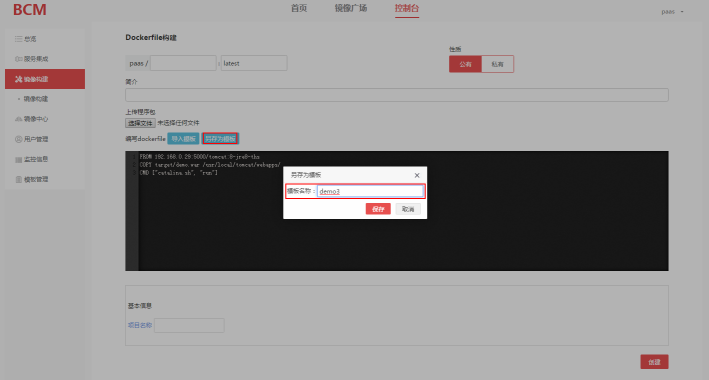 BCM
首页 镜像广场 控制台
paas
总览
服务集成
镜像构建
镜像构建
镜像中心
用户管理
监控信息
模板管理
Dockerfile构建
paas / : latest
性质
公有 私有
简介
上传程序包
选择文件 未选择任何文件
编写dockerfile 导入模板 另存为模板
FROM 192.168.0.29:5000/tomcat:8-jre8-ths
COPY target/demo.war /usr/local/tomcat/webapps/
CMD ["catalina.sh", "run"]
另存为模板 ×
模板名称： demo3
保存 取消
基本信息
项目名称
创建